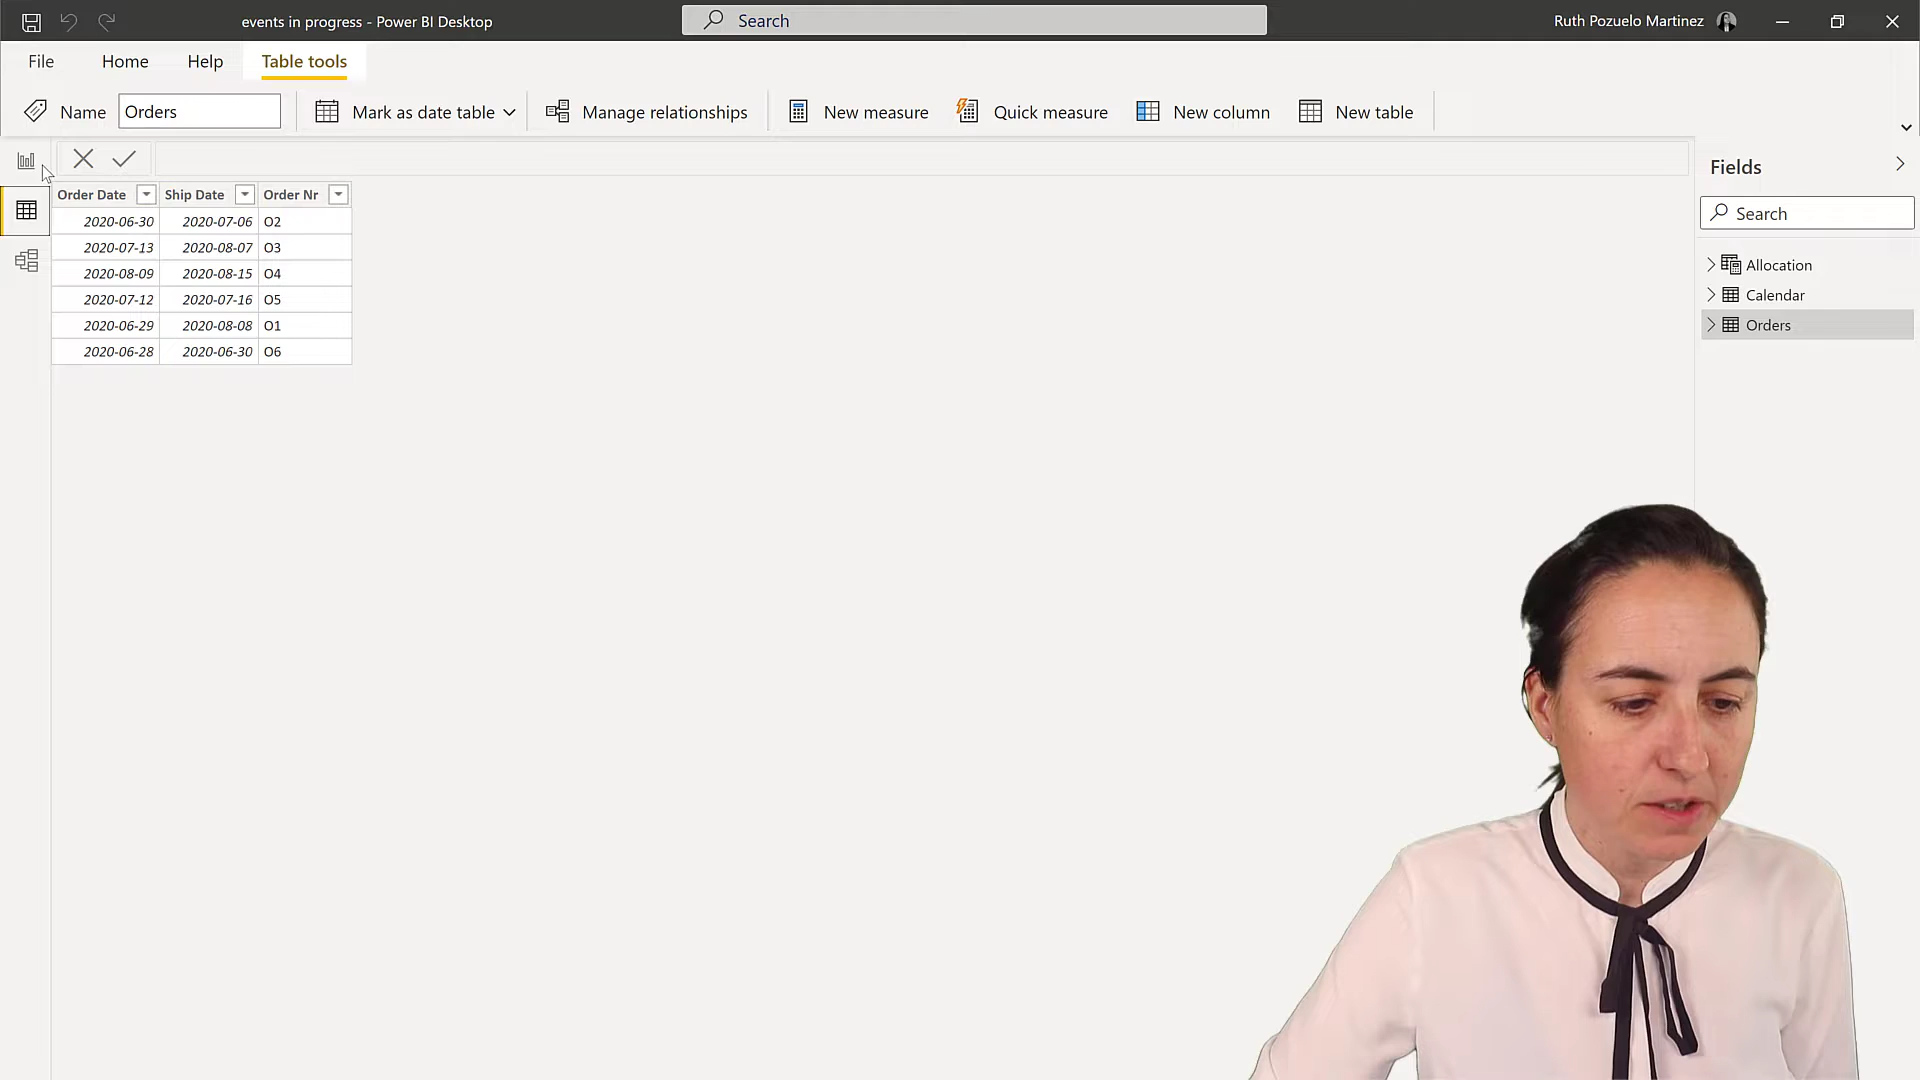 events in progress - Power BI Desktop
Search
Ruth Pozuelo Martinez
File Home Help Table tools
Name Orders Mark as date table Manage relationships New measure Quick measure New column New table
Fields
Search
Allocation
Calendar
Orders
Order Date Ship Date Order Nr
2020-06-30 2020-07-06 O2
2020-07-13 2020-08-07 O3
2020-08-09 2020-08-15 O4
2020-07-12 2020-07-16 O5
2020-06-29 2020-08-08 O1
2020-06-28 2020-06-30 O6